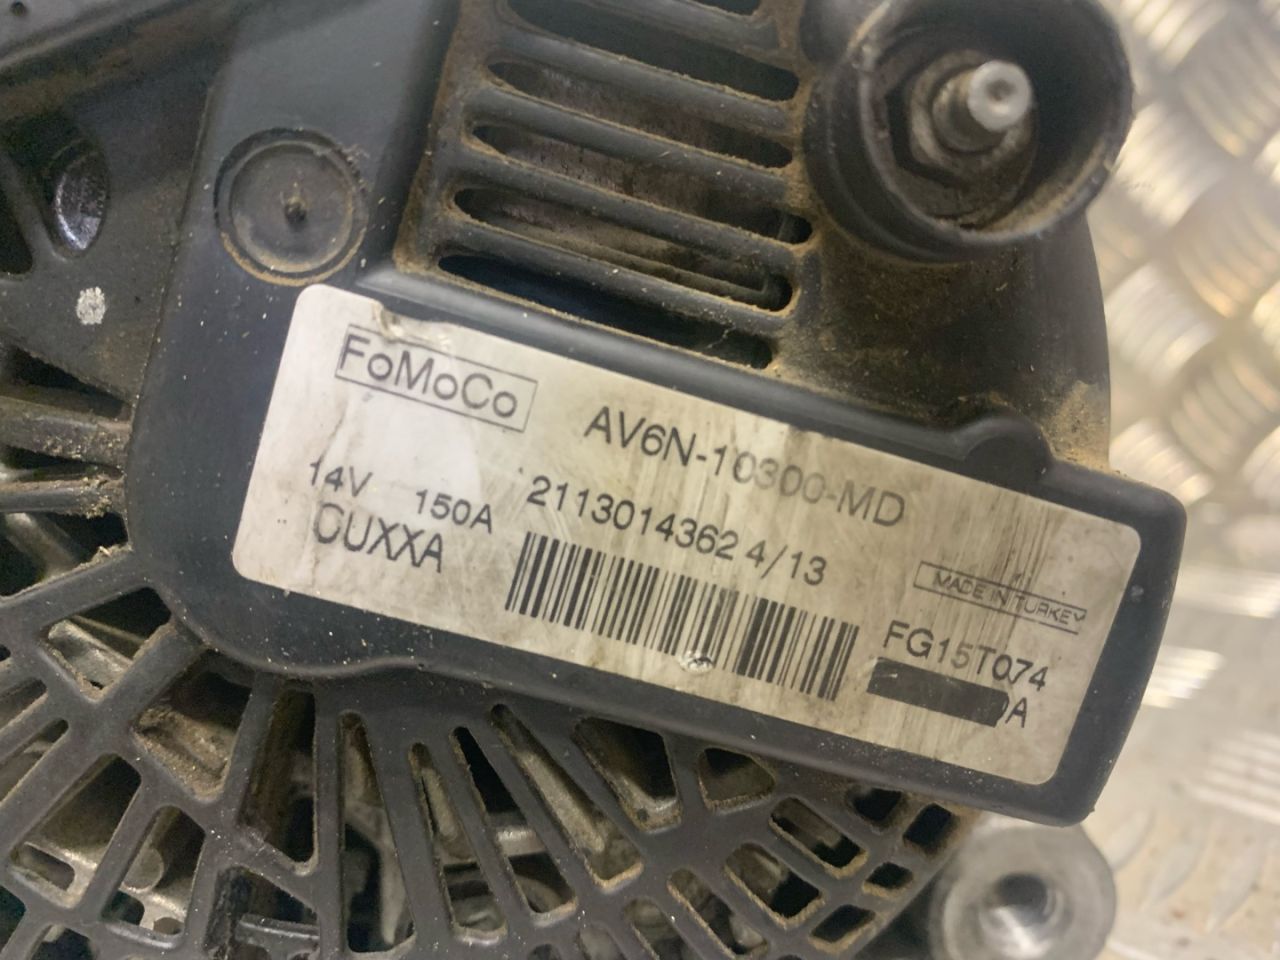 FoMoCo
AV6N-10300-MD
14V 150A 2113014362 4/13
CUXXA
MADE IN TURKEY
FG15T074